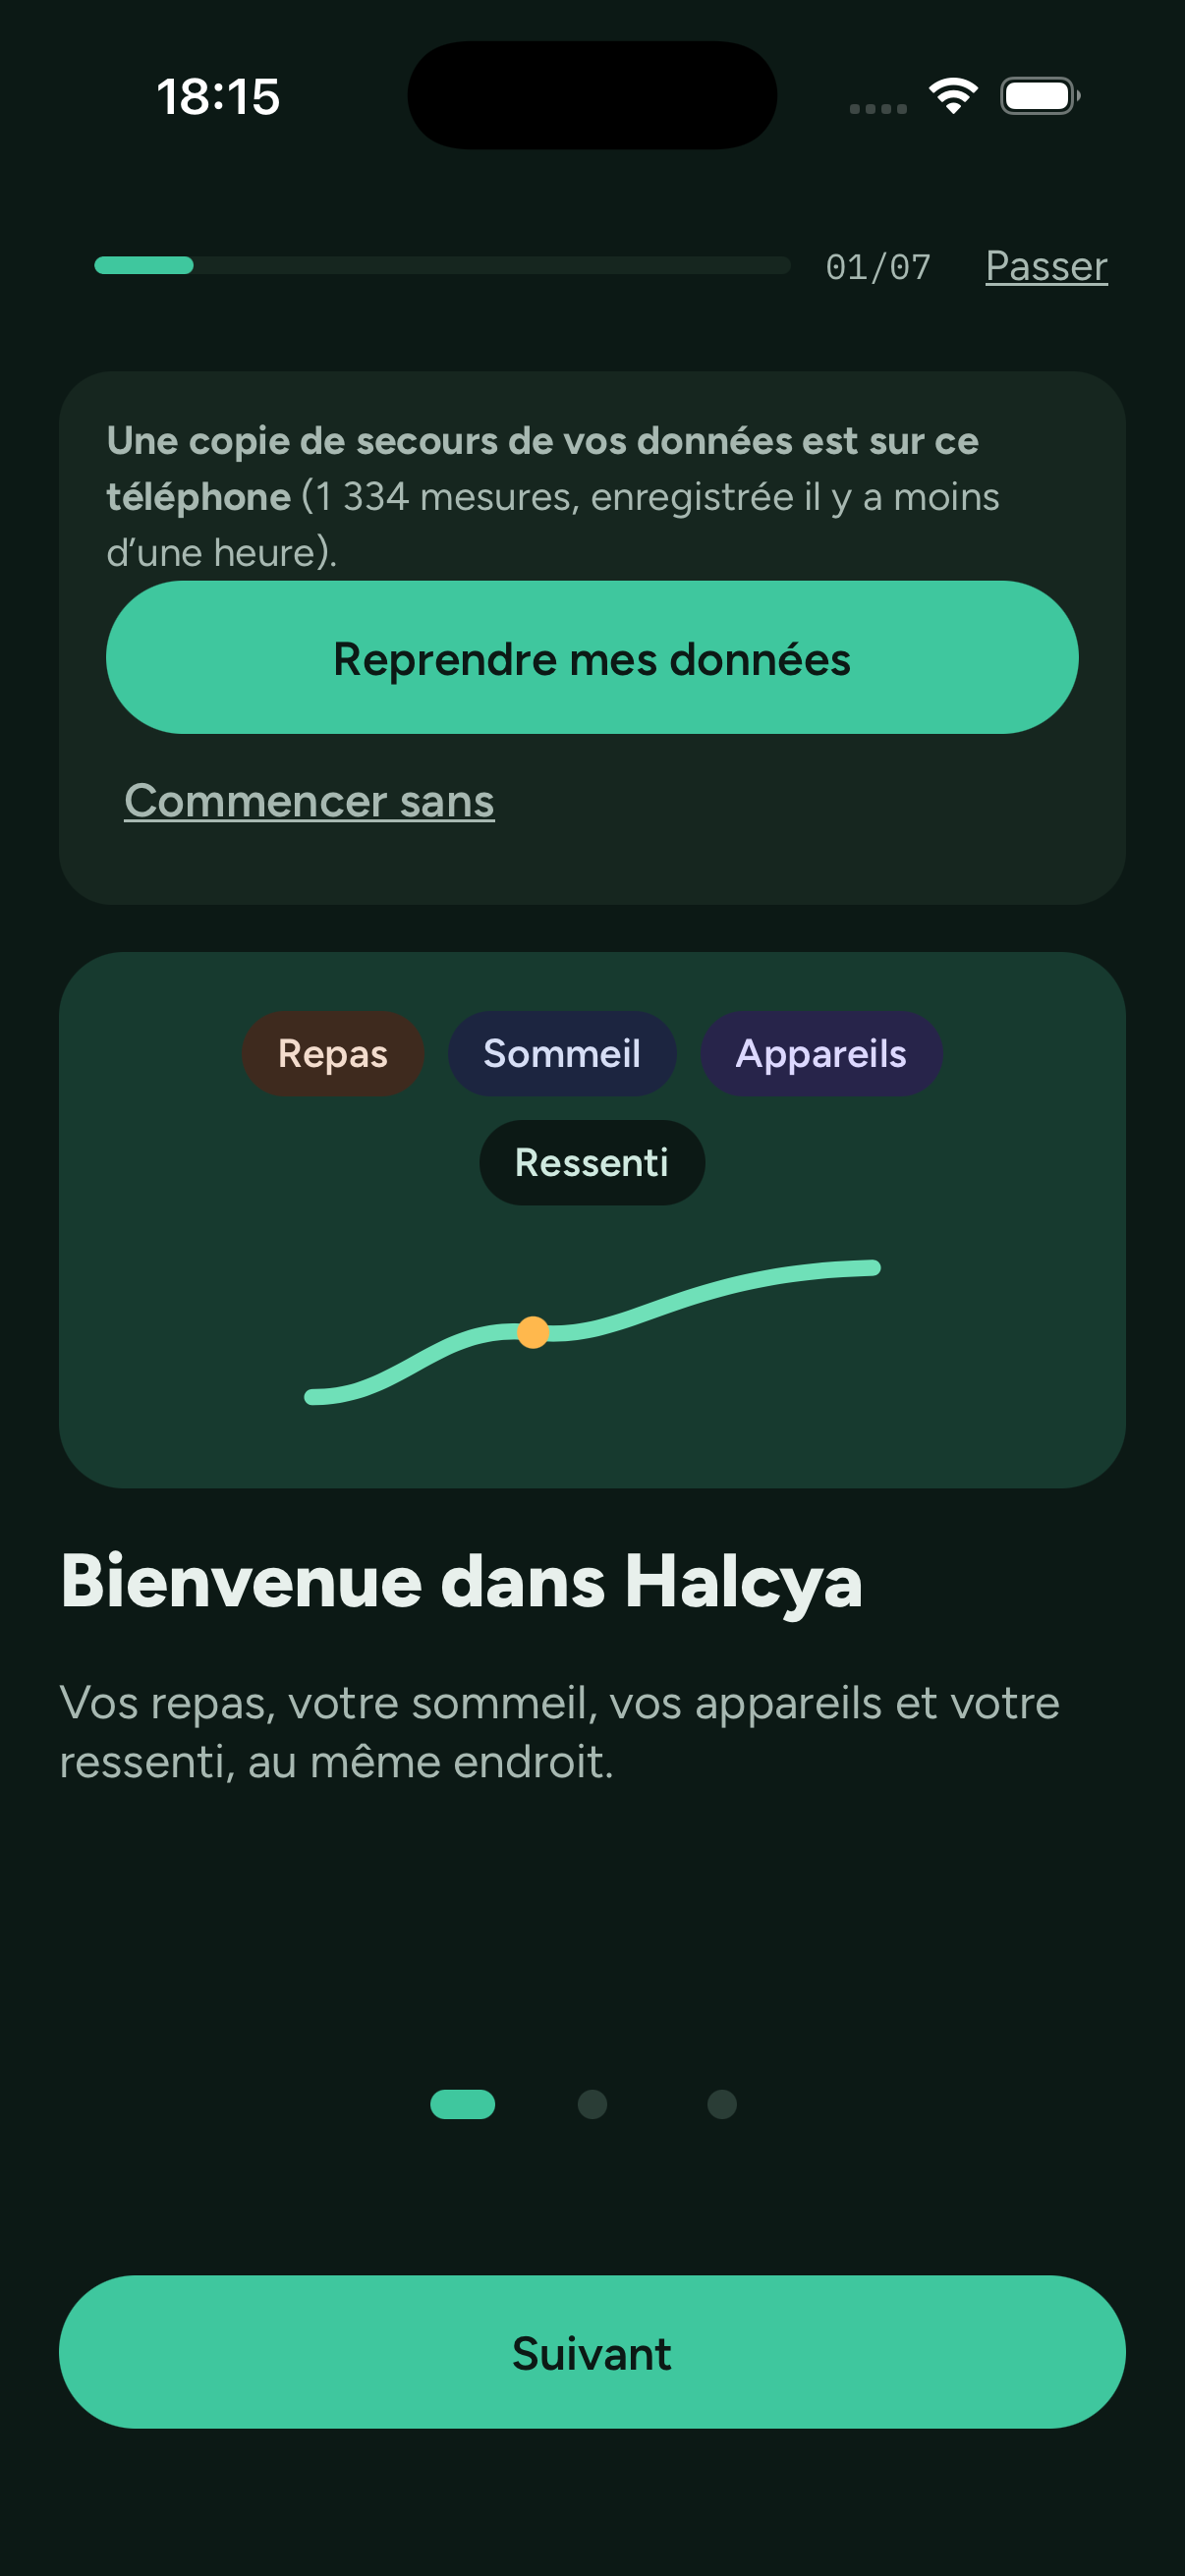 18:15
01/07 Passer
Une copie de secours de vos données est sur ce
téléphone (1 334 mesures, enregistrée il y a moins
d’une heure).
Reprendre mes données
Commencer sans
Repas Sommeil Appareils
Ressenti
Bienvenue dans Halcya
Vos repas, votre sommeil, vos appareils et votre
ressenti, au même endroit.
Suivant